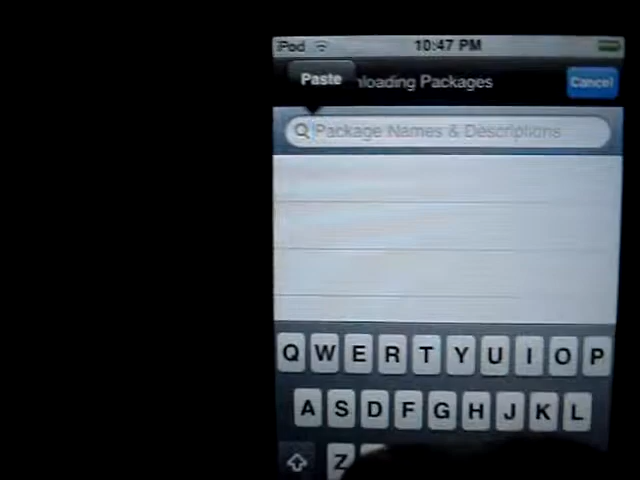 iPod 10:47 PM
Paste loading Packages Cancel
Package Names & Descriptions
Q W E R T Y U I O P
A S D F G H J K L
Z